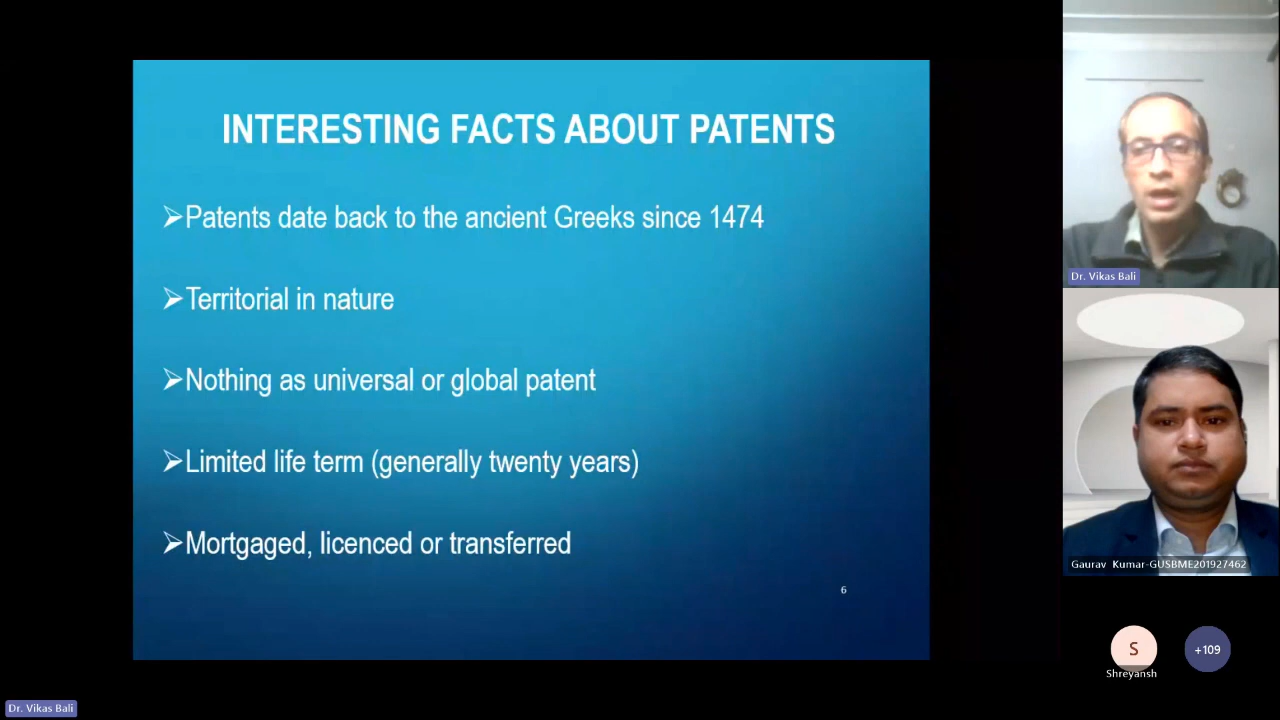 INTERESTING FACTS ABOUT PATENTS
➢Patents date back to the ancient Greeks since 1474
➢Territorial in nature
➢Nothing as universal or global patent
➢Limited life term (generally twenty years)
➢Mortgaged, licenced or transferred
6
Dr. Vikas Bali
Gaurav Kumar-GUSBME201927462
S
Shreyansh
+109
Dr. Vikas Bali